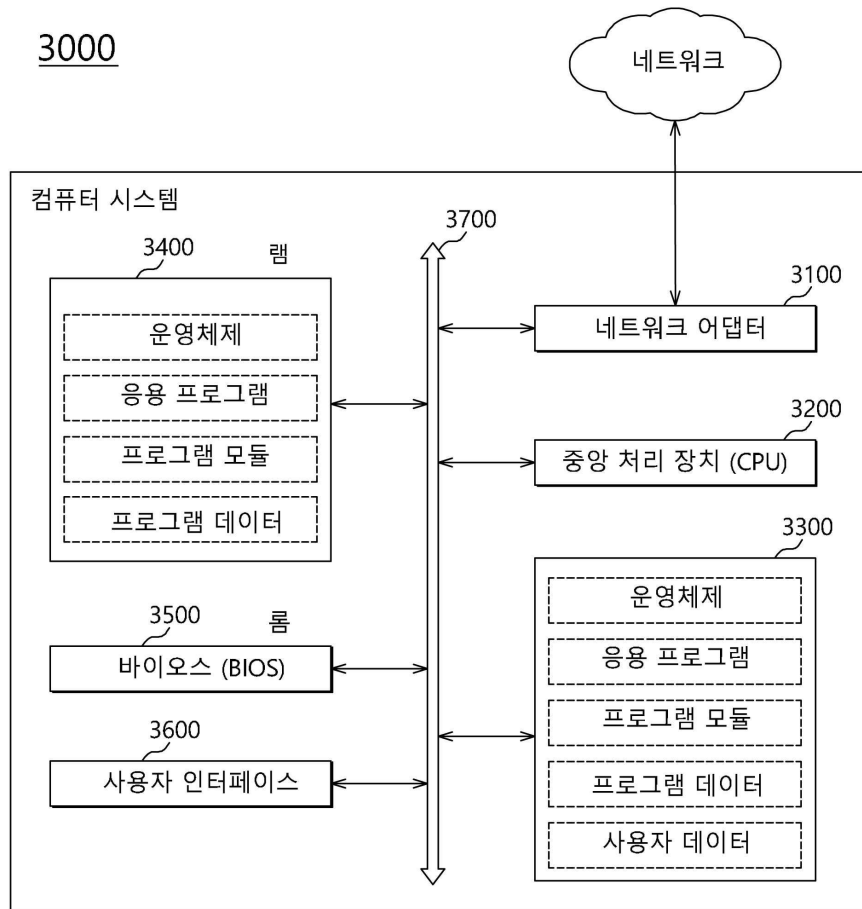 3000
네트워크
컴퓨터 시스템
3400
램
운영체제
응용 프로그램
프로그램 모듈
프로그램 데이터
3500
롬
바이오스 (BIOS)
3600
사용자 인터페이스
3700
3100
네트워크 어댑터
3200
중앙 처리 장치 (CPU)
3300
운영체제
응용 프로그램
프로그램 모듈
프로그램 데이터
사용자 데이터